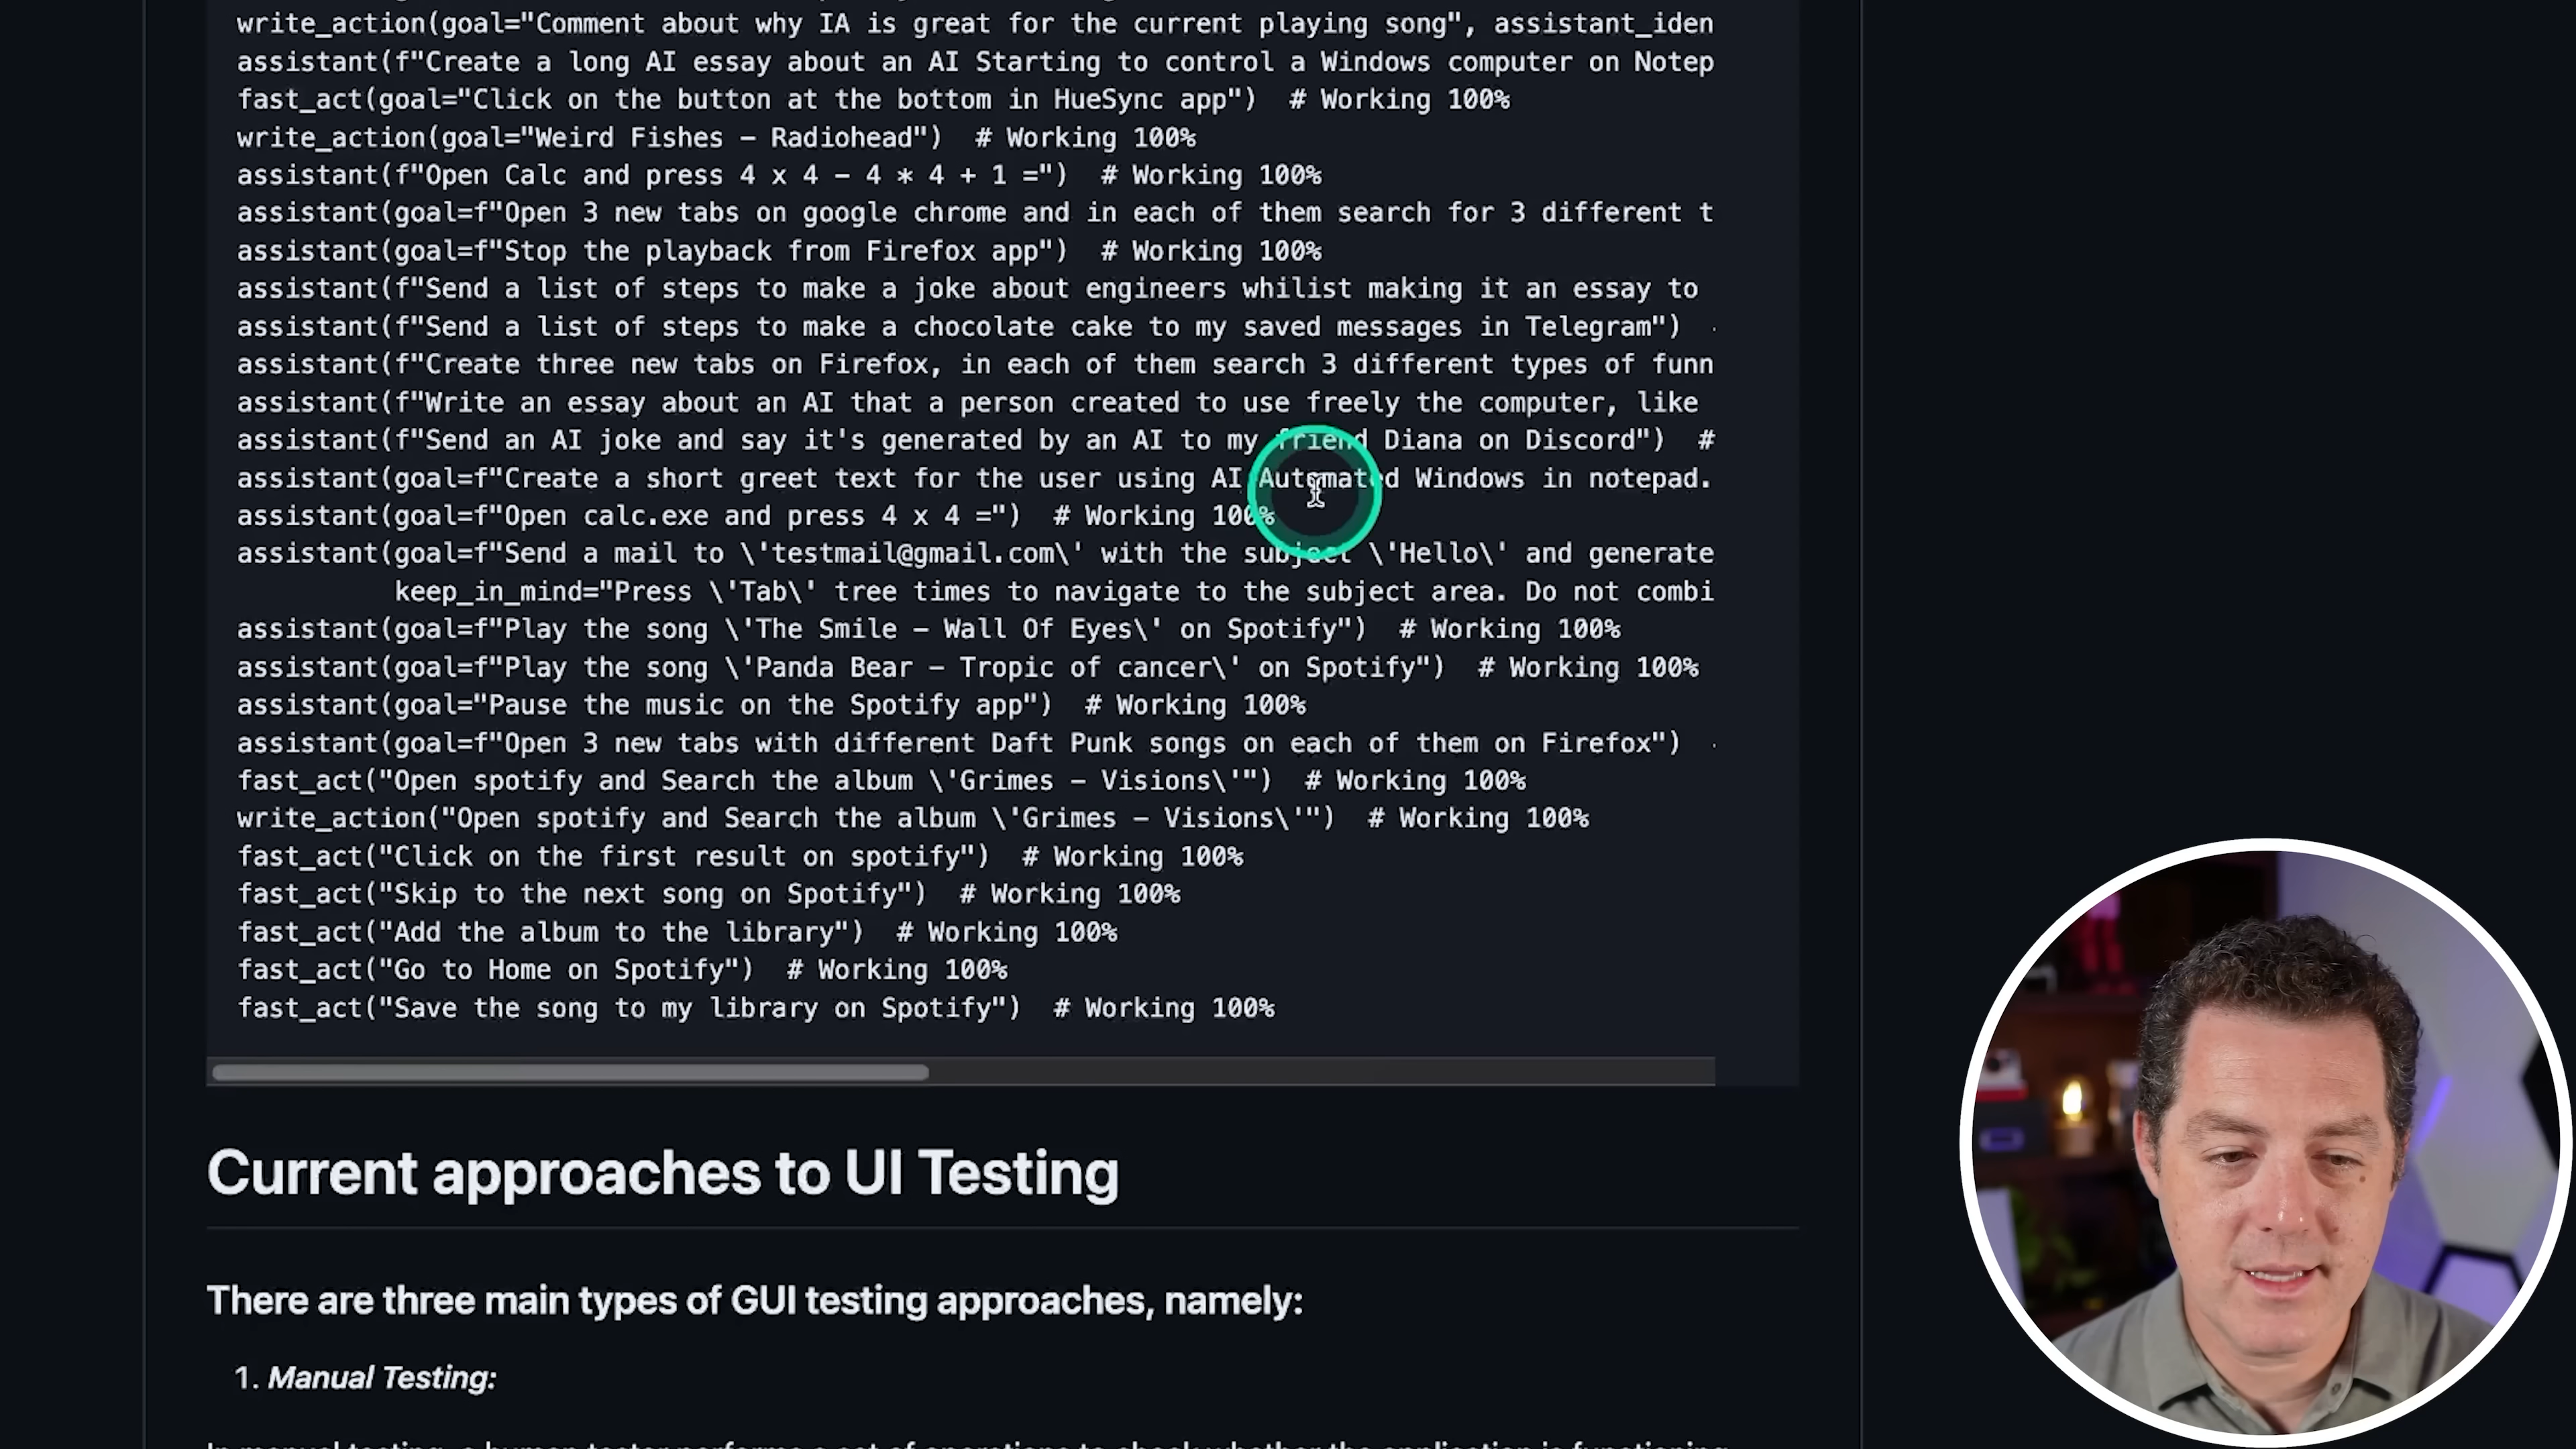 write_action(goal="Comment about why IA is great for the current playing song", assistant_iden
assistant(f"Create a long AI essay about an AI Starting to control a Windows computer on Notep
fast_act(goal="Click on the button at the bottom in HueSync app")  # Working 100%
write_action(goal="Weird Fishes – Radiohead")  # Working 100%
assistant(f"Open Calc and press 4 x 4 – 4 * 4 + 1 =")  # Working 100%
assistant(goal=f"Open 3 new tabs on google chrome and in each of them search for 3 different t
assistant(goal=f"Stop the playback from Firefox app")  # Working 100%
assistant(f"Send a list of steps to make a joke about engineers whilist making it an essay to
assistant(f"Send a list of steps to make a chocolate cake to my saved messages in Telegram")
assistant(f"Create three new tabs on Firefox, in each of them search 3 different types of funn
assistant(f"Write an essay about an AI that a person created to use freely the computer, like
assistant(f"Send an AI joke and say it's generated by an AI to my friend Diana on Discord")  #
assistant(goal=f"Create a short greet text for the user using AI Automated Windows in notepad.
assistant(goal=f"Open calc.exe and press 4 x 4 =")  # Working 100%
assistant(goal=f"Send a mail to \'testmail@gmail.com\' with the subject \'Hello\' and generate
keep_in_mind="Press \'Tab\' tree times to navigate to the subject area. Do not combi
assistant(goal=f"Play the song \'The Smile – Wall Of Eyes\' on Spotify")  # Working 100%
assistant(goal=f"Play the song \'Panda Bear – Tropic of cancer\' on Spotify")  # Working 100%
assistant(goal="Pause the music on the Spotify app")  # Working 100%
assistant(goal=f"Open 3 new tabs with different Daft Punk songs on each of them on Firefox")
fast_act("Open spotify and Search the album \'Grimes – Visions\'")  # Working 100%
write_action("Open spotify and Search the album \'Grimes – Visions\'")  # Working 100%
fast_act("Click on the first result on spotify")  # Working 100%
fast_act("Skip to the next song on Spotify")  # Working 100%
fast_act("Add the album to the library")  # Working 100%
fast_act("Go to Home on Spotify")  # Working 100%
fast_act("Save the song to my library on Spotify")  # Working 100%
Current approaches to UI Testing
There are three main types of GUI testing approaches, namely:
1. Manual Testing: